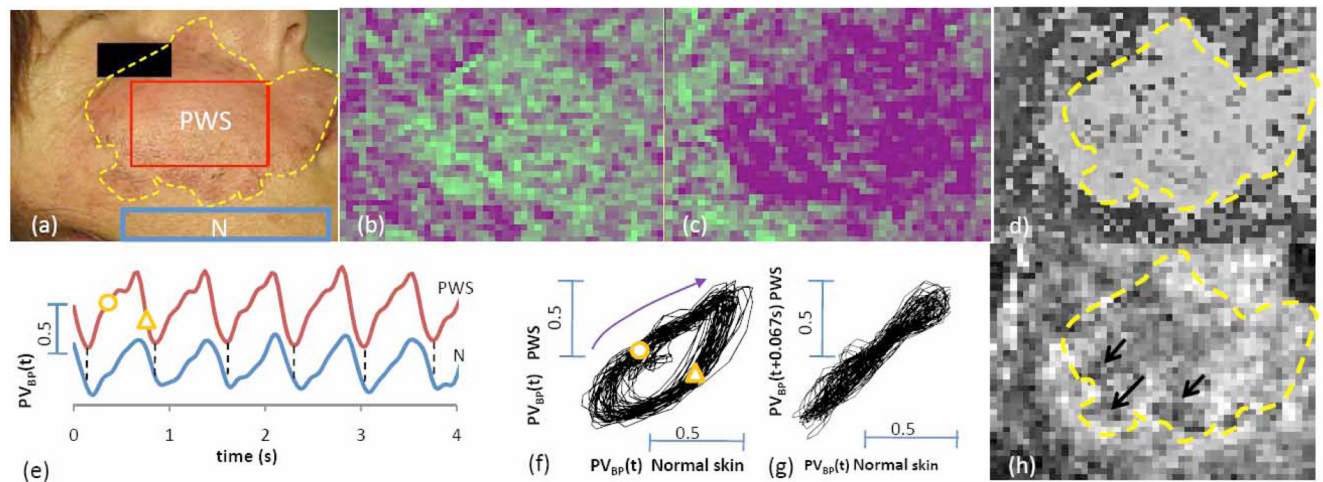 PWS
N
(a)
(b)
(c)
d)
PV_BP(t)
0.5
PWS
N
0 1 2 3 4
time (s)
(e)
PV_BP(t) PWS
0.5
0.5
PV_BP(t) Normal skin
(f)
PV_BP(t+0.067s) PWS
0.5
0.5
PV_BP(t) Normal skin
(g)
(h)